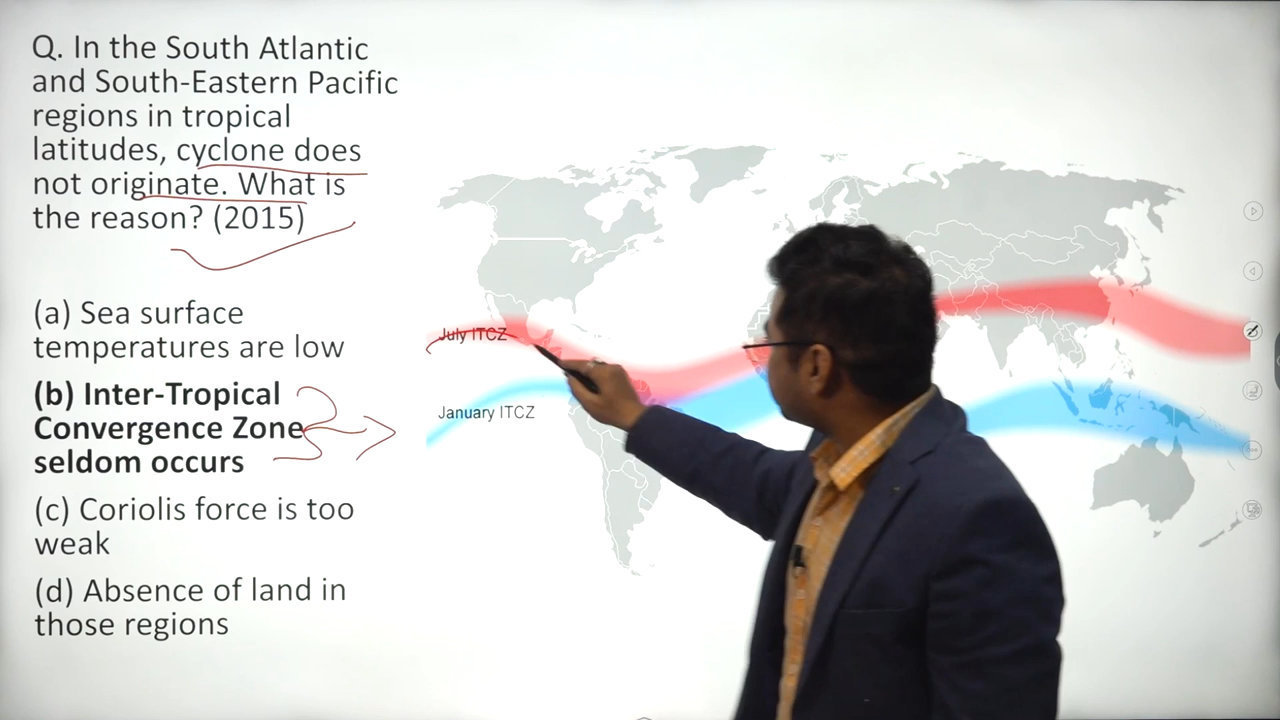 Q. In the South Atlantic
and South-Eastern Pacific
regions in tropical
latitudes, cyclone does
not originate. What is
the reason? (2015)
(a) Sea surface
temperatures are low
(b) Inter-Tropical
Convergence Zone
seldom occurs
(c) Coriolis force is too
weak
(d) Absence of land in
those regions
July ITCZ
January ITCZ